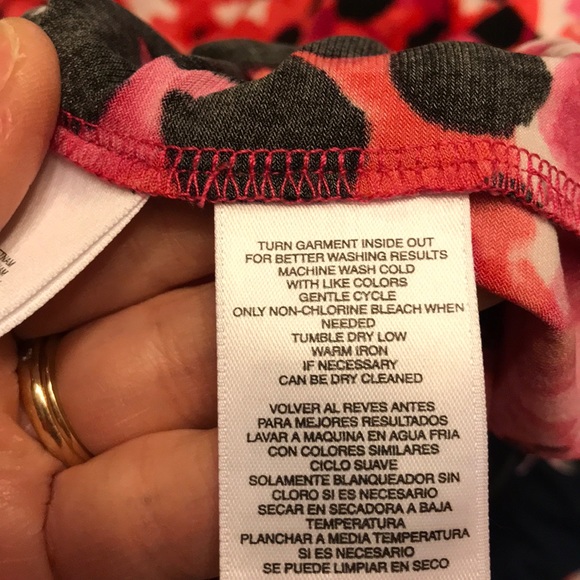 TURN GARMENT INSIDE OUT
FOR BETTER WASHING RESULTS
MACHINE WASH COLD
WITH LIKE COLORS
GENTLE CYCLE
ONLY NON-CHLORINE BLEACH WHEN
NEEDED
TUMBLE DRY LOW
WARM IRON
IF NECESSARY
CAN BE DRY CLEANED
VOLVER AL REVES ANTES
PARA MEJORES RESULTADOS
LAVAR A MAQUINA EN AGUA FRIA
CON COLORES SIMILARES
CICLO SUAVE
SOLAMENTE BLANQUEADOR SIN
CLORO SI ES NECESARIO
SECAR EN SECADORA A BAJA
TEMPERATURA
PLANCHAR A MEDIA TEMPERATURA
SI ES NECESARIO
SE PUEDE LIMPIAR EN SECO